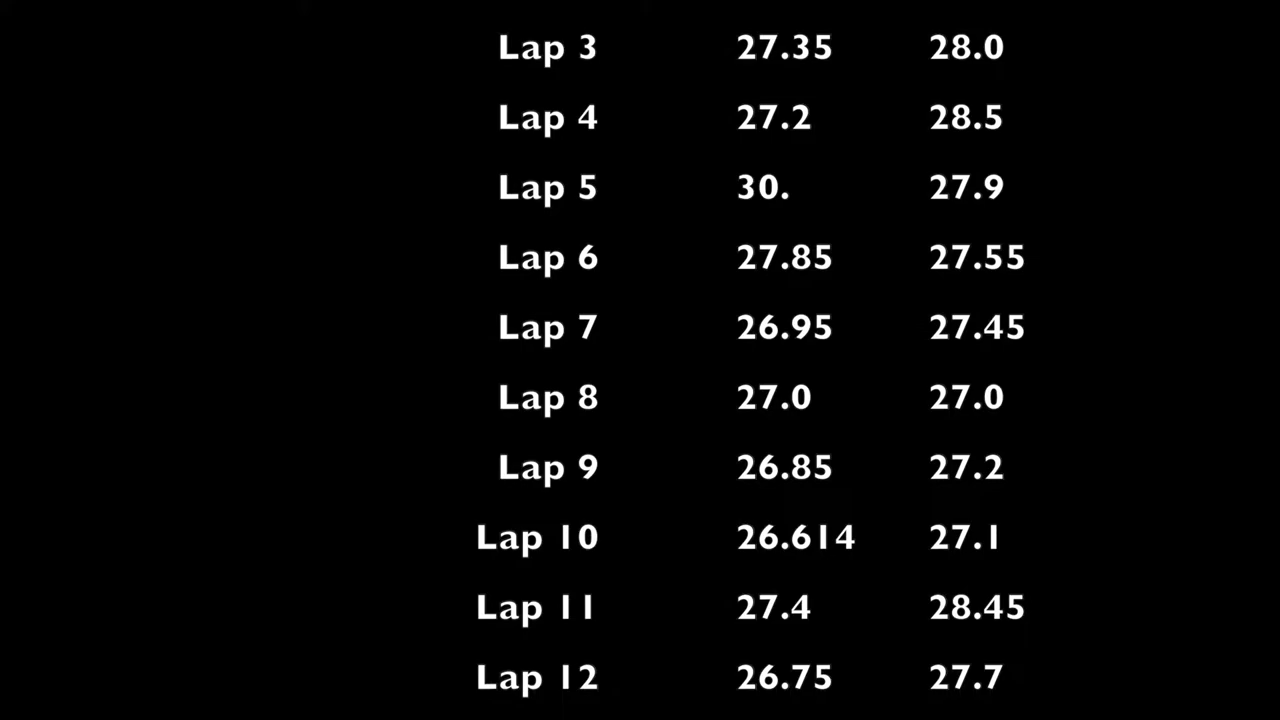 Lap 3 27.35 28.0
Lap 4 27.2 28.5
Lap 5 30. 27.9
Lap 6 27.85 27.55
Lap 7 26.95 27.45
Lap 8 27.0 27.0
Lap 9 26.85 27.2
Lap 10 26.614 27.1
Lap 11 27.4 28.45
Lap 12 26.75 27.7